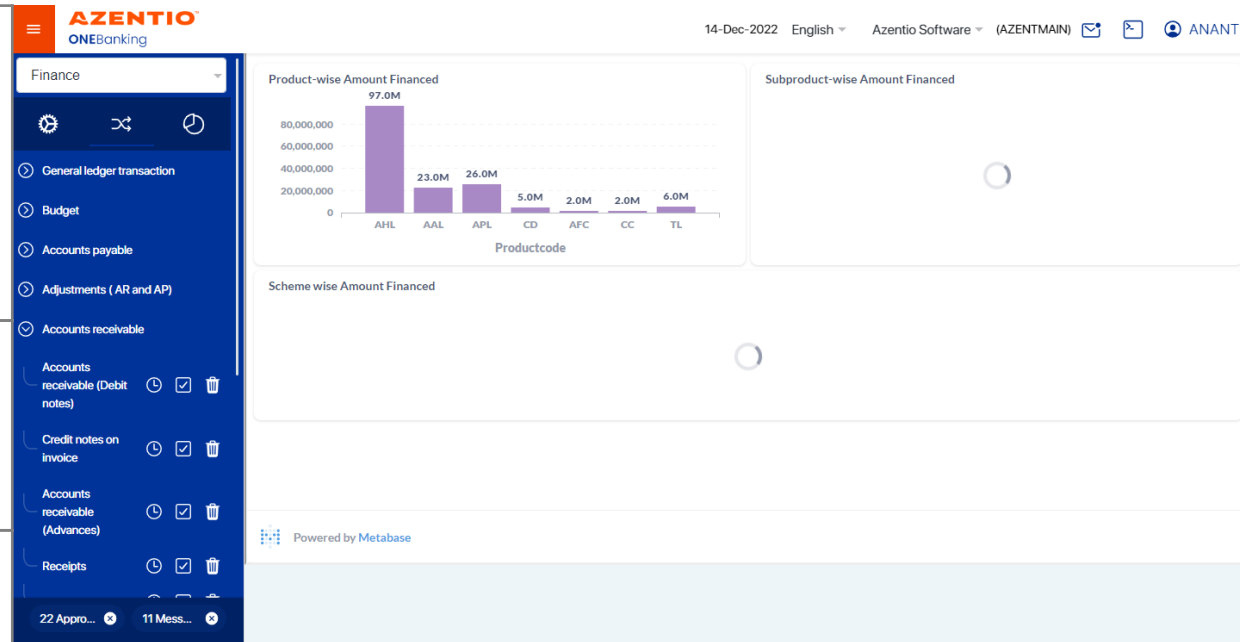 AZENTIO
ONEBanking
14-Dec-2022 English Azentio Software (AZENTMAIN) ANANT
Finance
General ledger transaction
Budget
Accounts payable
Adjustments ( AR and AP)
Accounts receivable
Accounts
receivable (Debit
notes)
Credit notes on
invoice
Accounts
receivable
(Advances)
Receipts
22 Appro...
11 Mess...
Product-wise Amount Financed
97.0M
80,000,000
60,000,000
40,000,000
20,000,000
0
23.0M
26.0M
5.0M
2.0M
2.0M
6.0M
AHL AAL APL CD AFC CC TL
Productcode
Subproduct-wise Amount Financed
Scheme wise Amount Financed
Powered by Metabase